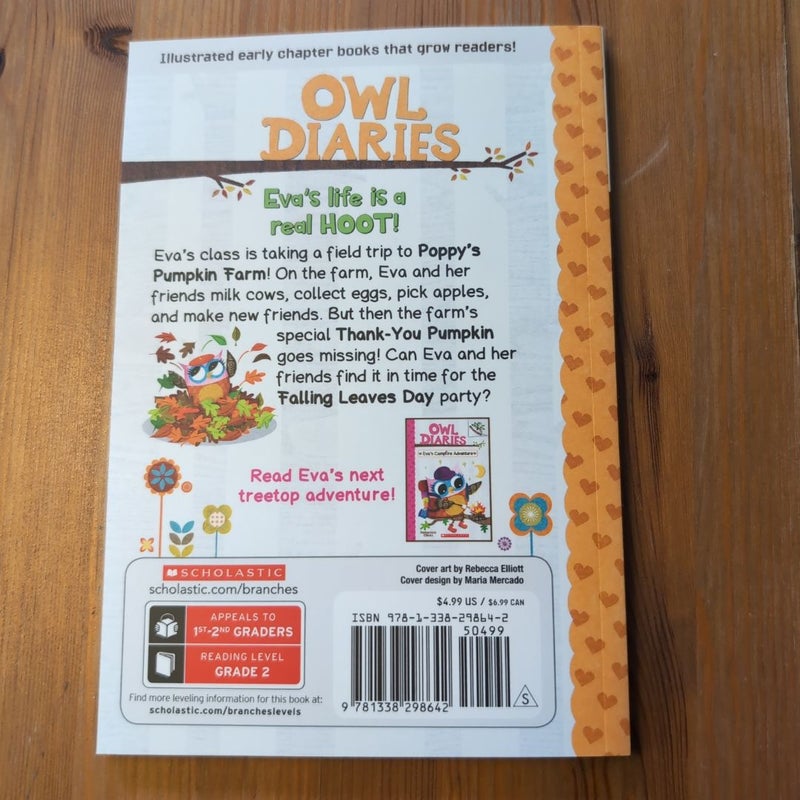 Illustrated early chapter books that grow readers!
OWL
DIARIES
Eva's life is a
real HOOT!
Eva's class is taking a field trip to Poppy's
Pumpkin Farm! On the farm, Eva and her
friends milk cows, collect eggs, pick apples,
and make new friends. But then the farm's
special Thank-You Pumpkin
goes missing! Can Eva and her
friends find it in time for the
Falling Leaves Day party?
OWL
DIARIES
Eva's Campfire Adventure
Rebecca Elliott
SCHOLASTIC
Read Eva's next
treetop adventure!
SCHOLASTIC
scholastic.com/branches
APPEALS TO
1ST-2ND GRADERS
READING LEVEL
GRADE 2
Find more leveling information for this book at:
scholastic.com/brancheslevels
Cover art by Rebecca Elliott
Cover design by Maria Mercado
$4.99 US / $6.99 CAN
ISBN 978-1-338-29864-2
50499
9 781338 298642
S